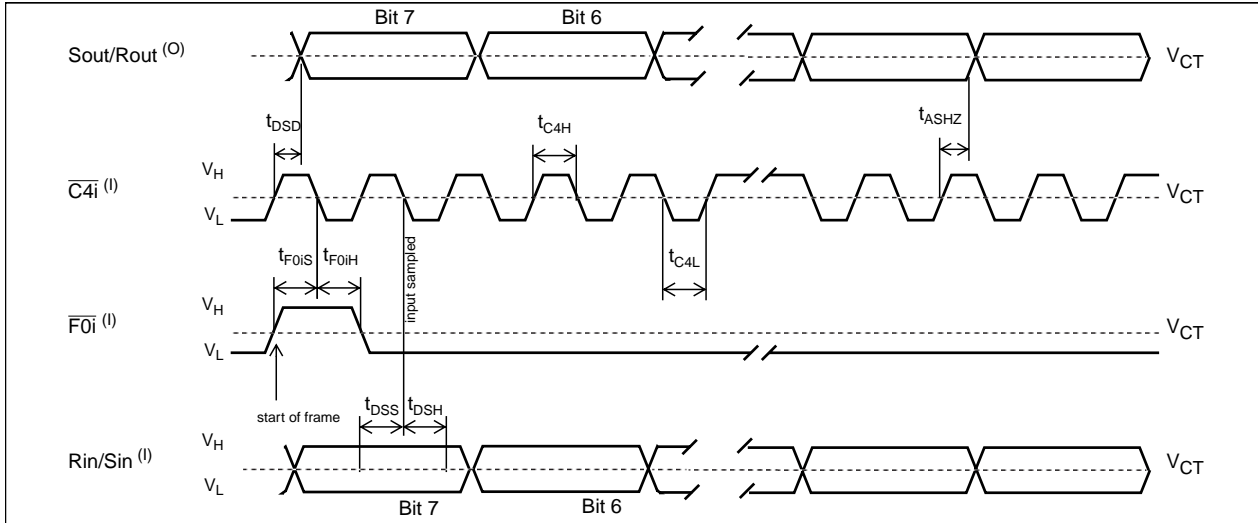 Bit 7 Bit 6
Sout/Rout (O) VCT
tDSD tC4H tASHZ
VH
C4i (I) VCT
VL
tF0iS tF0iH input sampled tC4L
VH
F0i (I) VCT
VL
start of frame tDSS tDSH
VH
Rin/Sin (I) VCT
VL
Bit 7 Bit 6